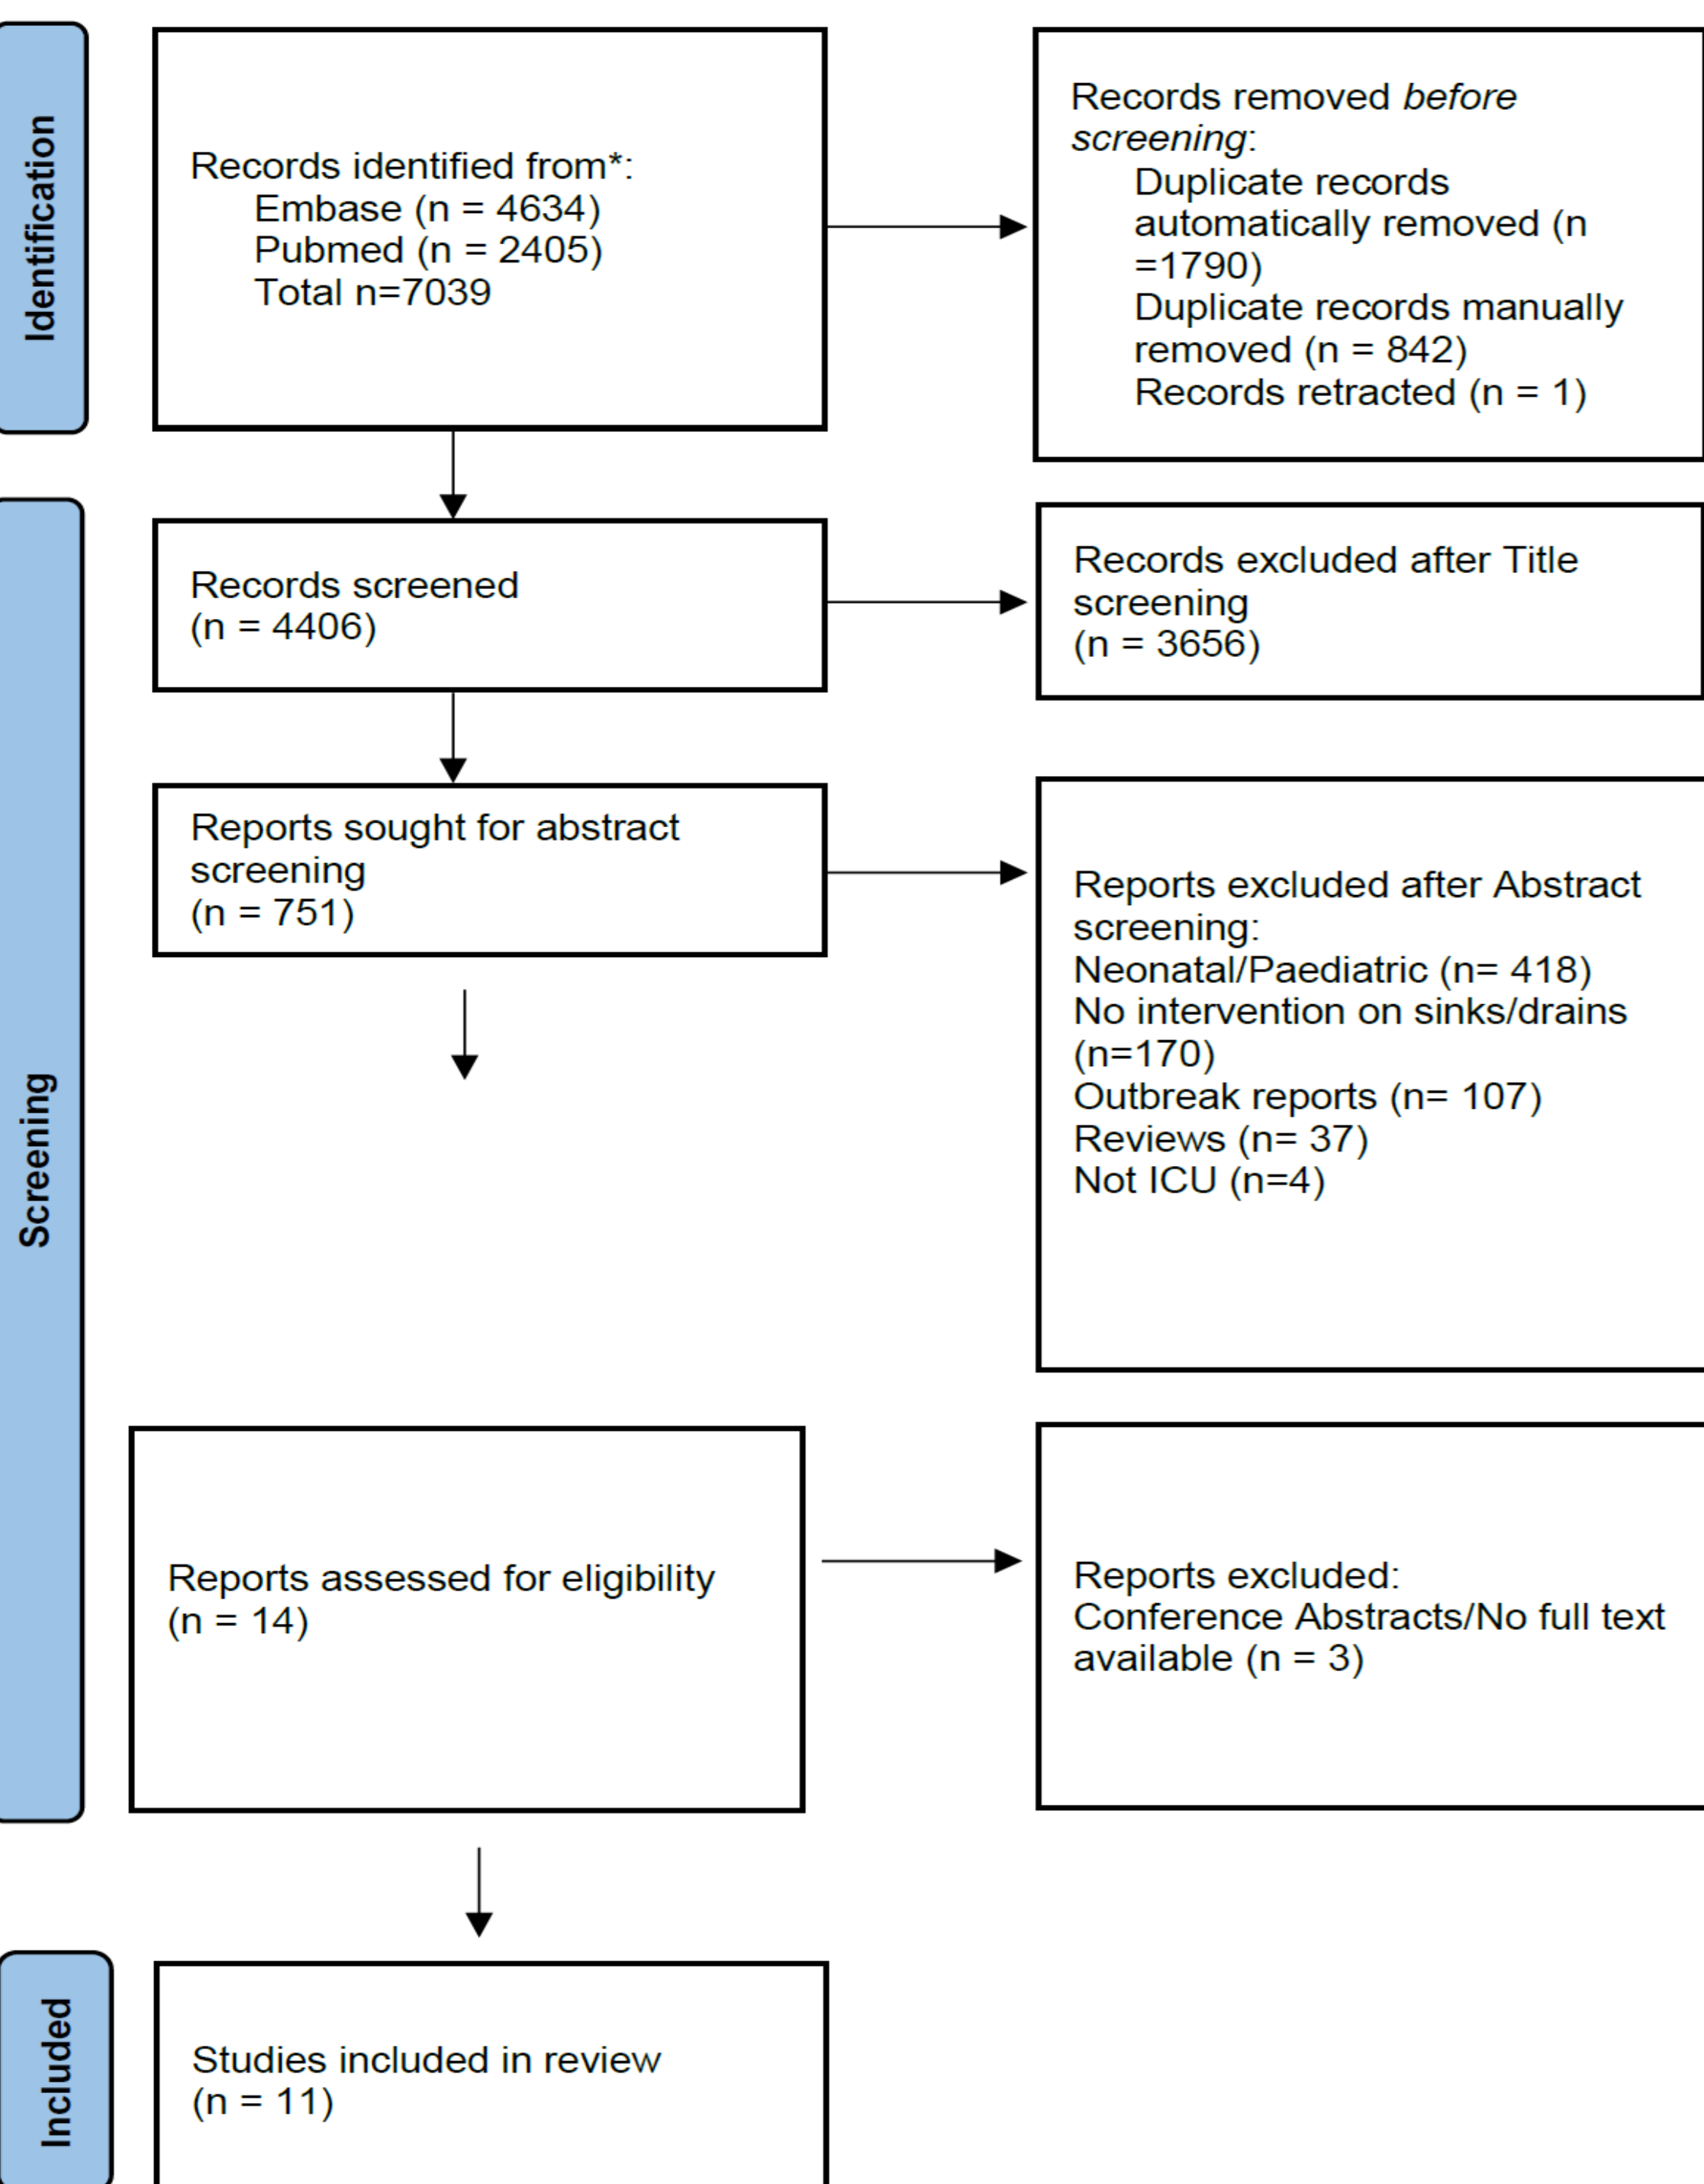 Identification
Records identified from*:
Embase (n = 4634)
Pubmed (n = 2405)
Total n=7039
Records removed before
screening:
Duplicate records
automatically removed (n
=1790)
Duplicate records manually
removed (n = 842)
Records retracted (n = 1)
Screening
Records screened
(n = 4406)
Records excluded after Title
screening
(n = 3656)
Reports sought for abstract
screening
(n = 751)
Reports excluded after Abstract
screening:
Neonatal/Paediatric (n= 418)
No intervention on sinks/drains
(n=170)
Outbreak reports (n= 107)
Reviews (n= 37)
Not ICU (n=4)
Reports assessed for eligibility
(n = 14)
Reports excluded:
Conference Abstracts/No full text
available (n = 3)
Included
Studies included in review
(n = 11)